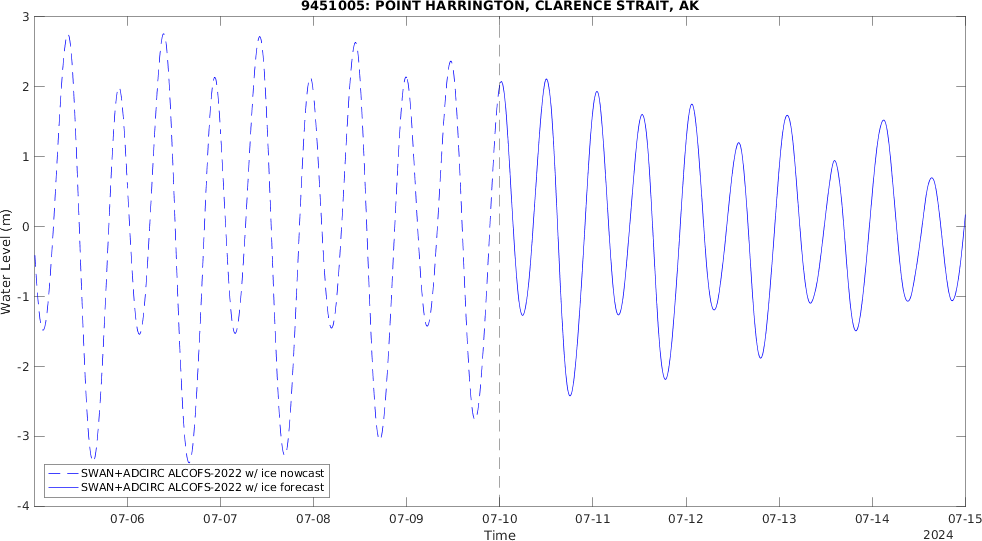 9451005: POINT HARRINGTON, CLARENCE STRAIT, AK
3
2
1
0
-1
-2
-3
-4
Water Level (m)
SWAN+ADCIRC ALCOFS-2022 w/ ice nowcast
SWAN+ADCIRC ALCOFS-2022 w/ ice forecast
07-06 07-07 07-08 07-09 07-10 07-11 07-12 07-13 07-14 07-15
Time
2024